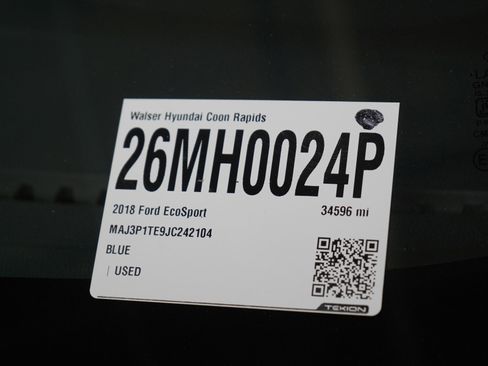 Walser Hyundai Coon Rapids
26MH0024P
2018 Ford EcoSport 34596 mi
MAJ3P1TE9JC242104
BLUE
| USED
TEKION